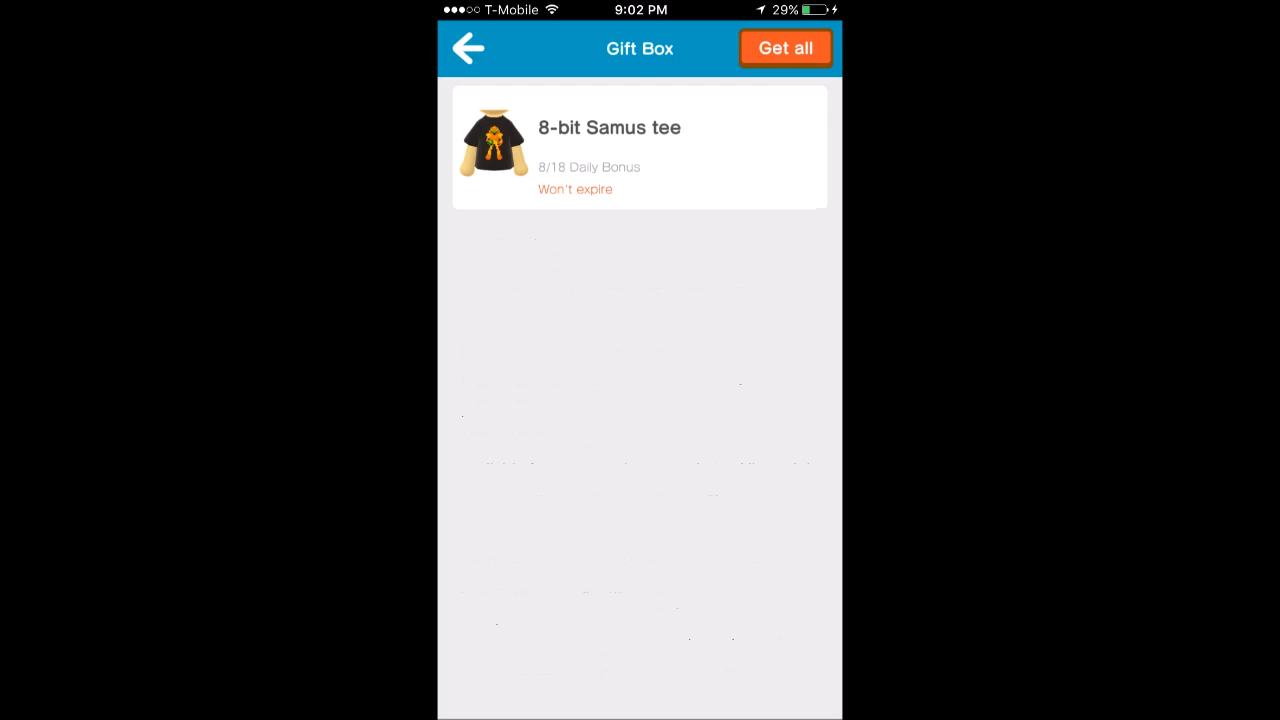 T-Mobile 9:02 PM 29%
Gift Box
Get all
8-bit Samus tee
8/18 Daily Bonus
Won't expire